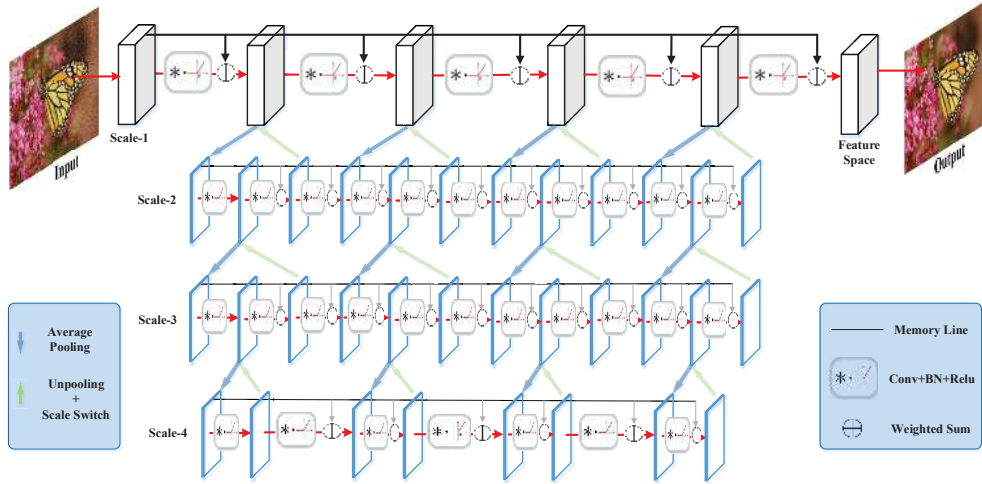 Input
Scale-1
Feature
Space
Output
Scale-2
Scale-3
Scale-4
Average
Pooling
Unpooling
+
Scale Switch
Memory Line
Conv+BN+Relu
Weighted Sum